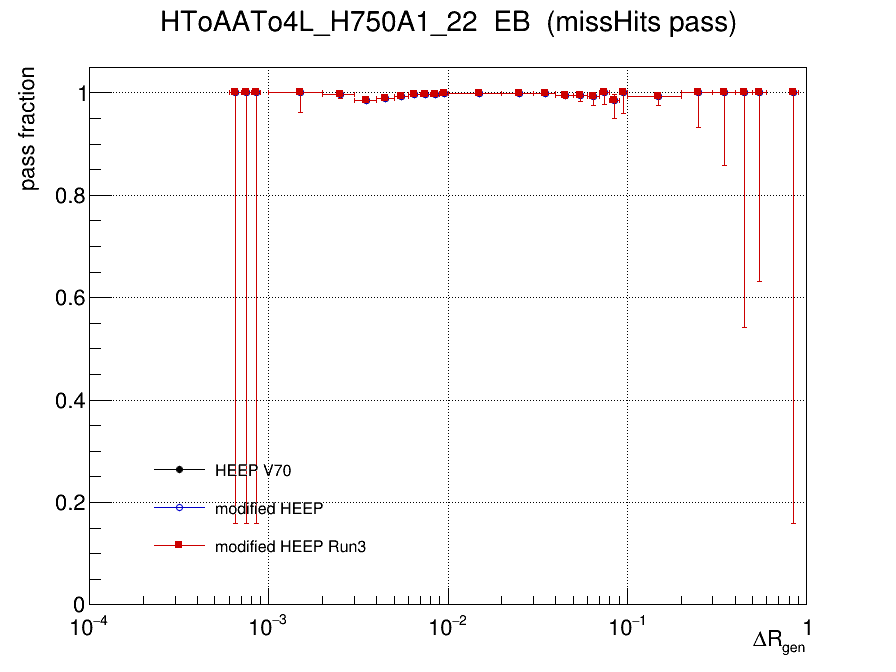 HToAATo4L_H750A1_22 EB (missHits pass)
pass fraction
1
0.8
0.6
0.4
0.2
0
HEEP V70
modified HEEP
modified HEEP Run3
10⁻⁴ 10⁻³ 10⁻² 10⁻¹ 1
ΔR_gen